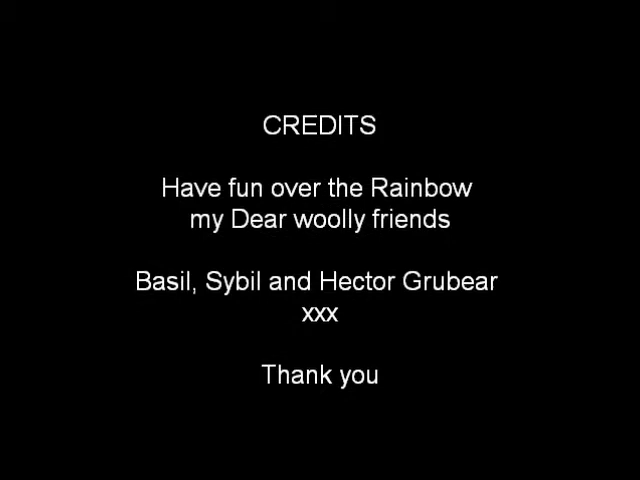 CREDITS
Have fun over the Rainbow
my Dear woolly friends
Basil, Sybil and Hector Grubear
xxx
Thank you